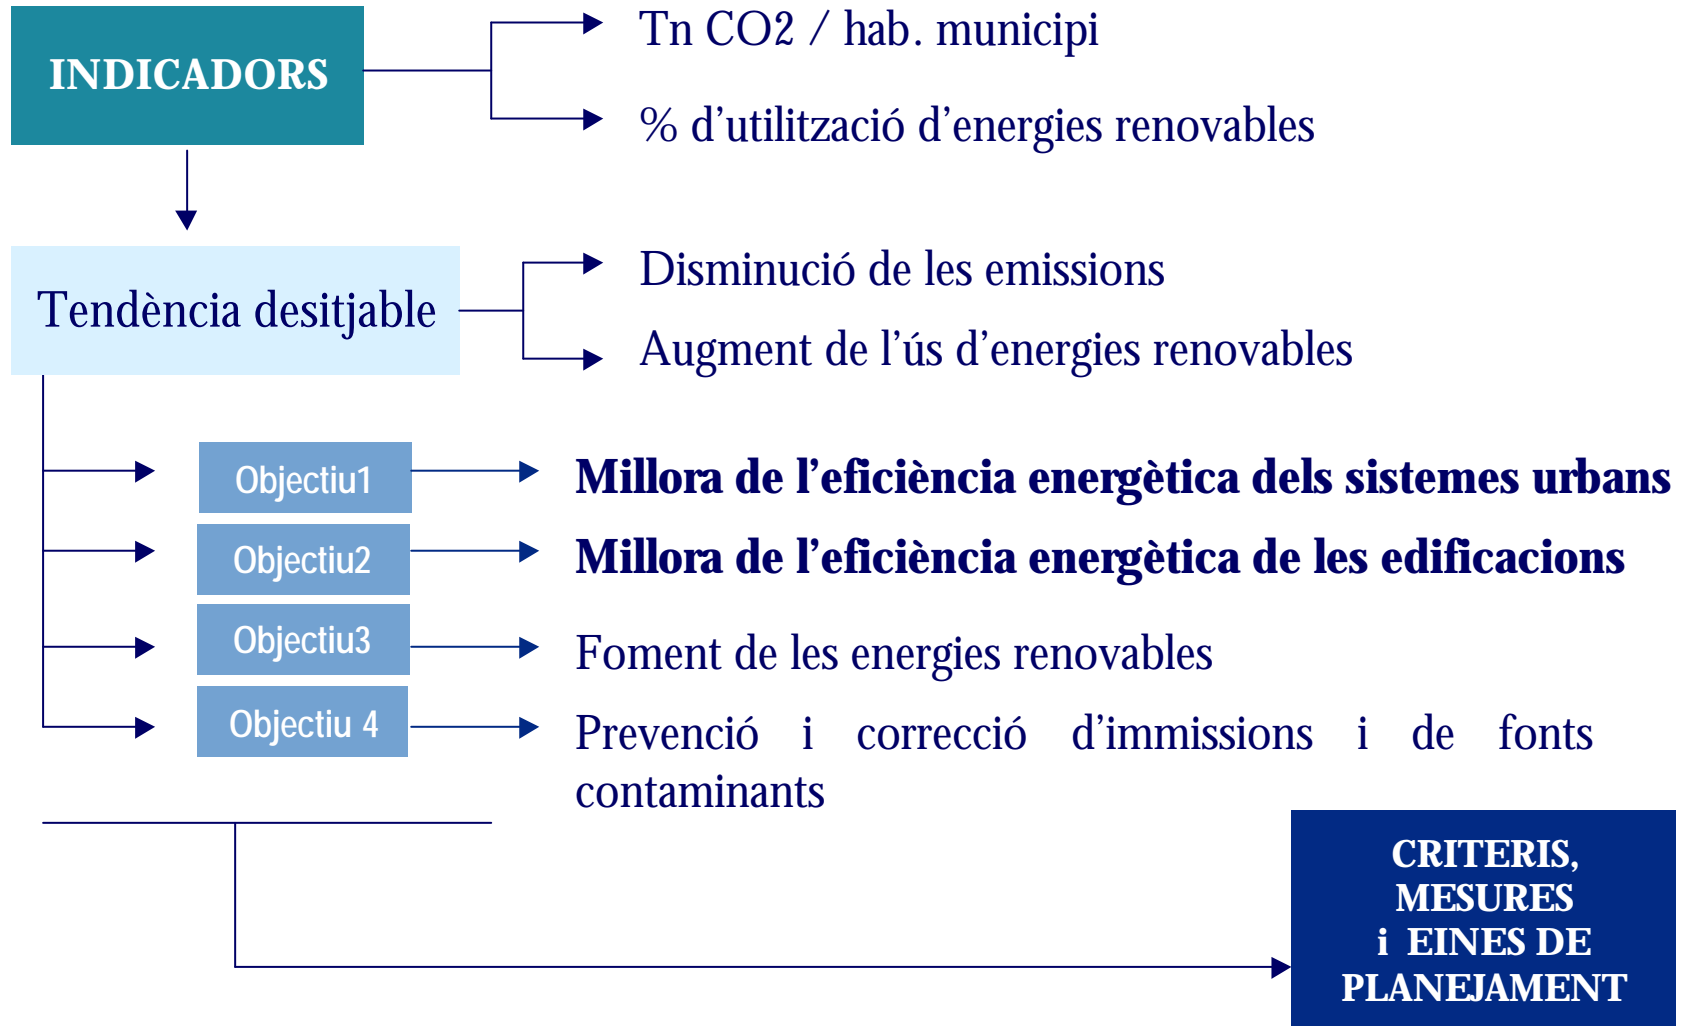 INDICADORS
Tn CO2 / hab. municipi
% d’utilització d’energies renovables
Tendència desitjable
Disminució de les emissions
Augment de l’ús d’energies renovables
Objectiu1
Millora de l’eficiència energètica dels sistemes urbans
Objectiu2
Millora de l’eficiència energètica de les edificacions
Objectiu3
Foment de les energies renovables
Objectiu 4
Prevenció i correcció d’immissions i de fonts
contaminants
CRITERIS,
MESURES
i EINES DE
PLANEJAMENT